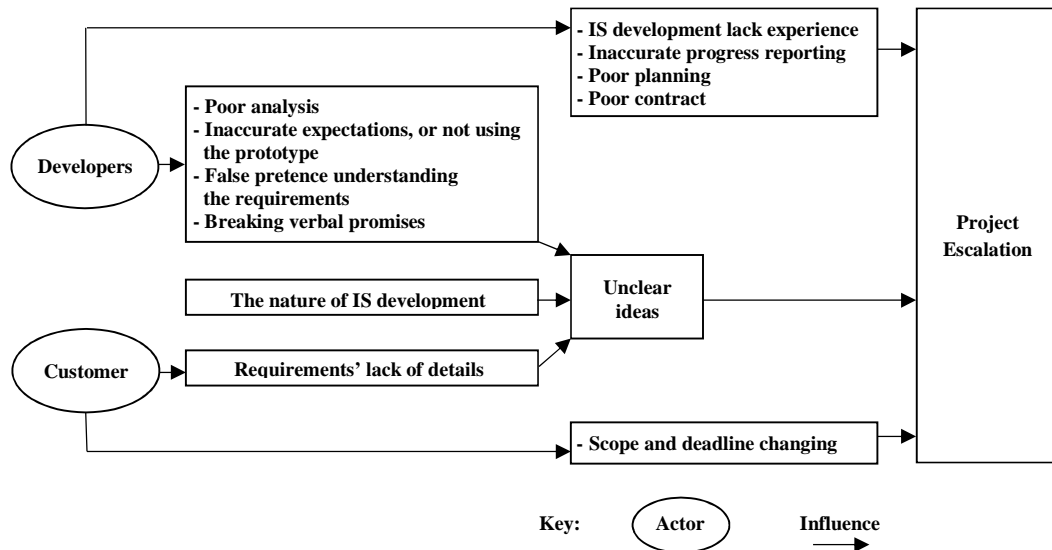 - IS development lack experience
- Inaccurate progress reporting
- Poor planning
- Poor contract
- Poor analysis
- Inaccurate expectations, or not using
the prototype
- False pretence understanding
the requirements
- Breaking verbal promises
Developers
Project
Escalation
Unclear
ideas
The nature of IS development
Customer
Requirements’ lack of details
- Scope and deadline changing
Key:
Actor
Influence